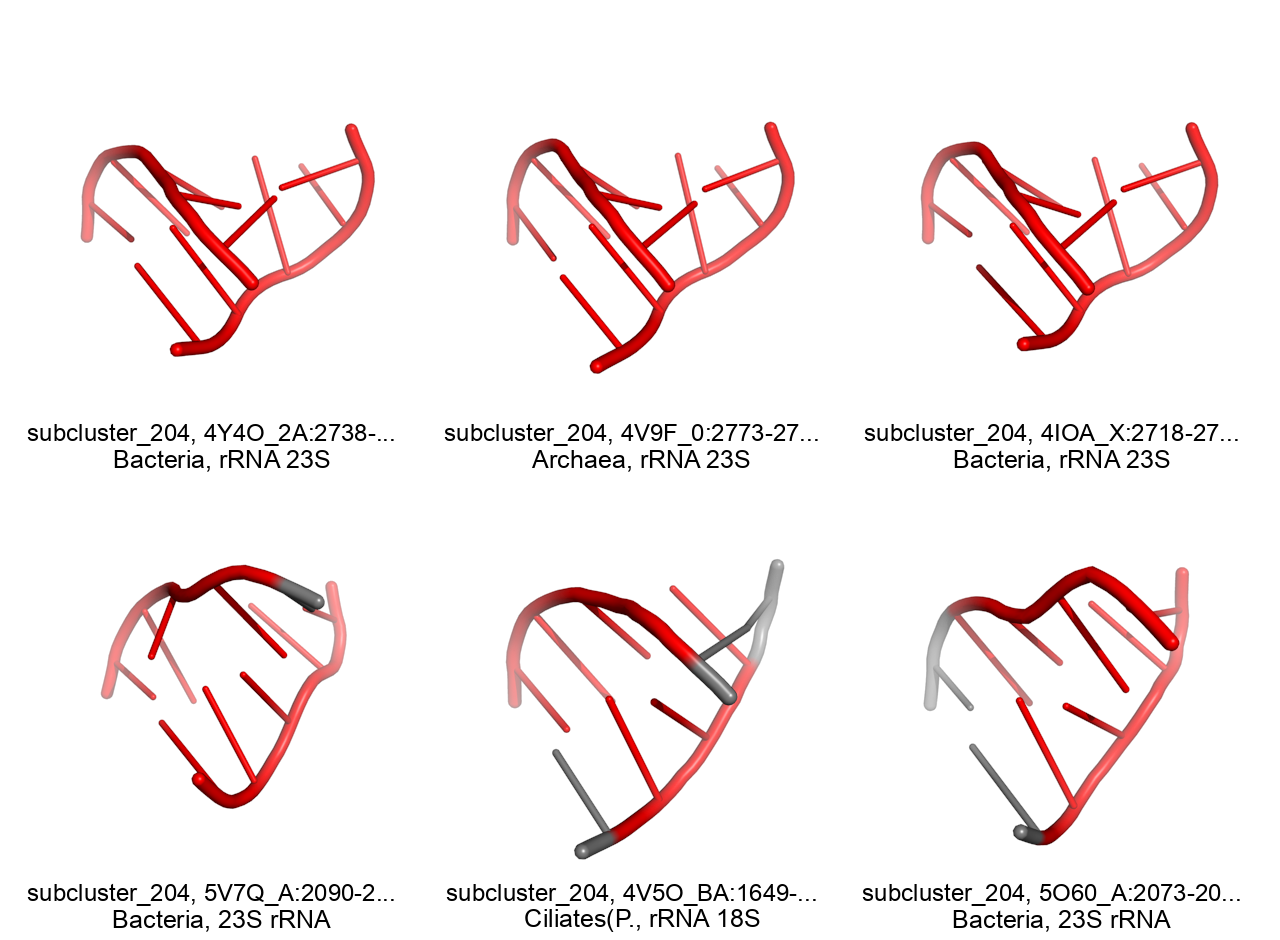 subcluster_204, 4Y4O_2A:2738-...
Bacteria, rRNA 23S
subcluster_204, 4V9F_0:2773-27...
Archaea, rRNA 23S
subcluster_204, 4IOA_X:2718-27...
Bacteria, rRNA 23S
subcluster_204, 5V7Q_A:2090-2...
Bacteria, 23S rRNA
subcluster_204, 4V5O_BA:1649-...
Ciliates(P., rRNA 18S
subcluster_204, 5O60_A:2073-20...
Bacteria, 23S rRNA